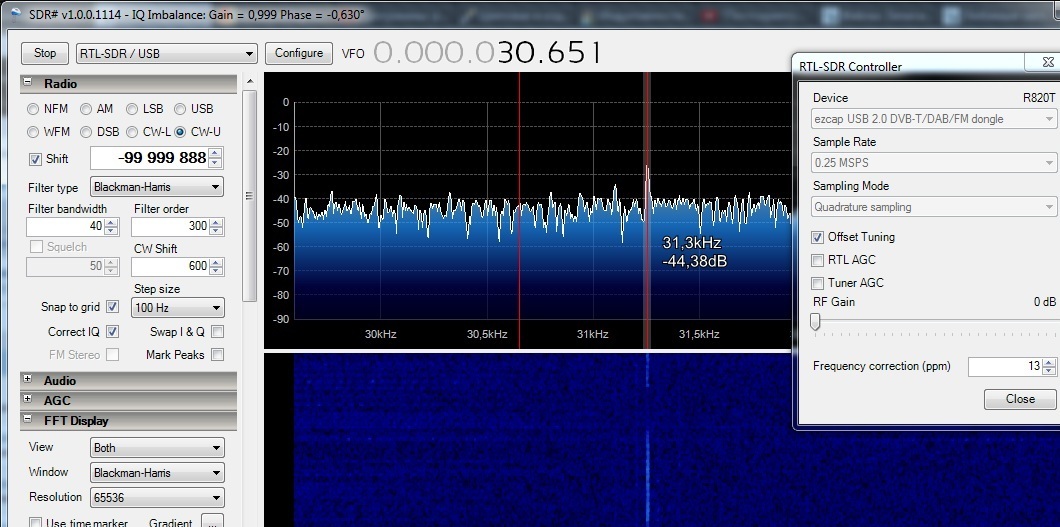 SDR# v1.0.0.1114 - IQ Imbalance: Gain = 0,999 Phase = -0,630°
Stop RTL-SDR / USB Configure VFO 0.000.030.651
Radio
NFM AM LSB USB
WFM DSB CW-L CW-U
Shift -99 999 888
Filter type Blackman-Harris
Filter bandwidth Filter order
40 300
Squelch CW Shift
50 600
Step size
Snap to grid 100 Hz
Correct IQ Swap I & Q
FM Stereo Mark Peaks
Audio
AGC
FFT Display
View Both
Window Blackman-Harris
Resolution 65536
Use time marker Gradient ...
0
-10
-20
-30
-40
-50
-60
-70
-80
-90
31,3kHz
-44,38dB
30kHz 30,5kHz 31kHz 31,5kHz
RTL-SDR Controller
Device R820T
ezcap USB 2.0 DVB-T/DAB/FM dongle
Sample Rate
0.25 MSPS
Sampling Mode
Quadrature sampling
Offset Tuning
RTL AGC
Tuner AGC
RF Gain 0 dB
Frequency correction (ppm) 13
Close